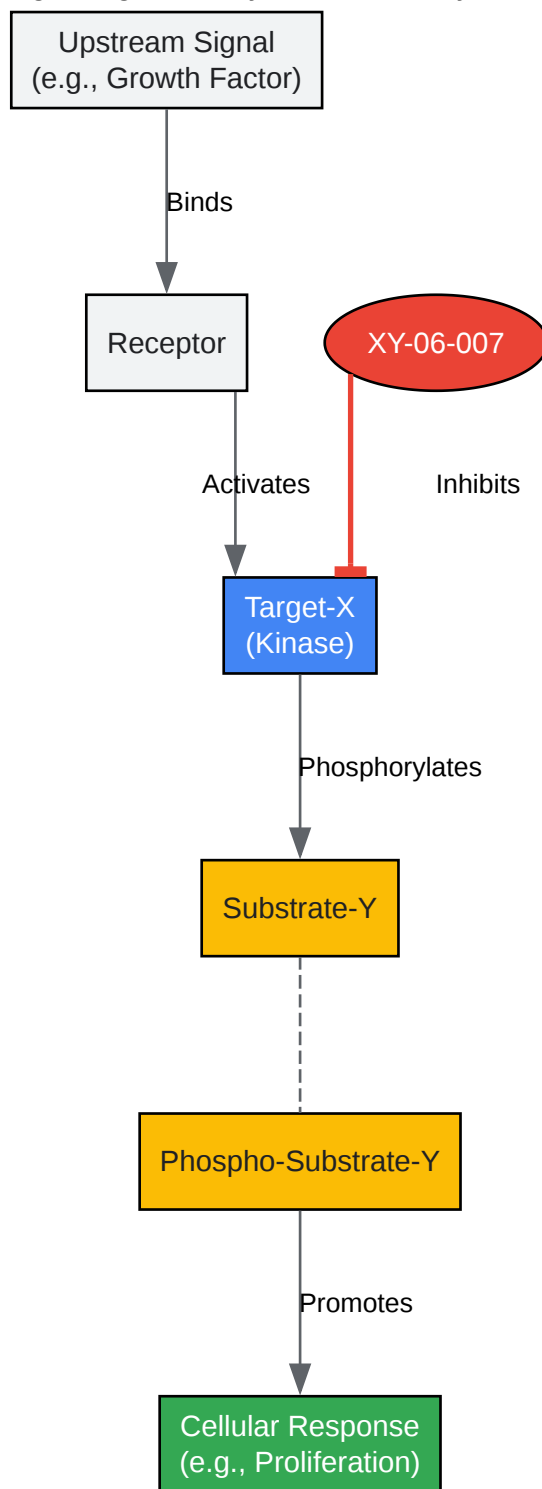 Upstream Signal
(e.g., Growth Factor)
Binds
Receptor
XY-06-007
Activates
Inhibits
Target-X
(Kinase)
Phosphorylates
Substrate-Y
Phospho-Substrate-Y
Promotes
Cellular Response
(e.g., Proliferation)